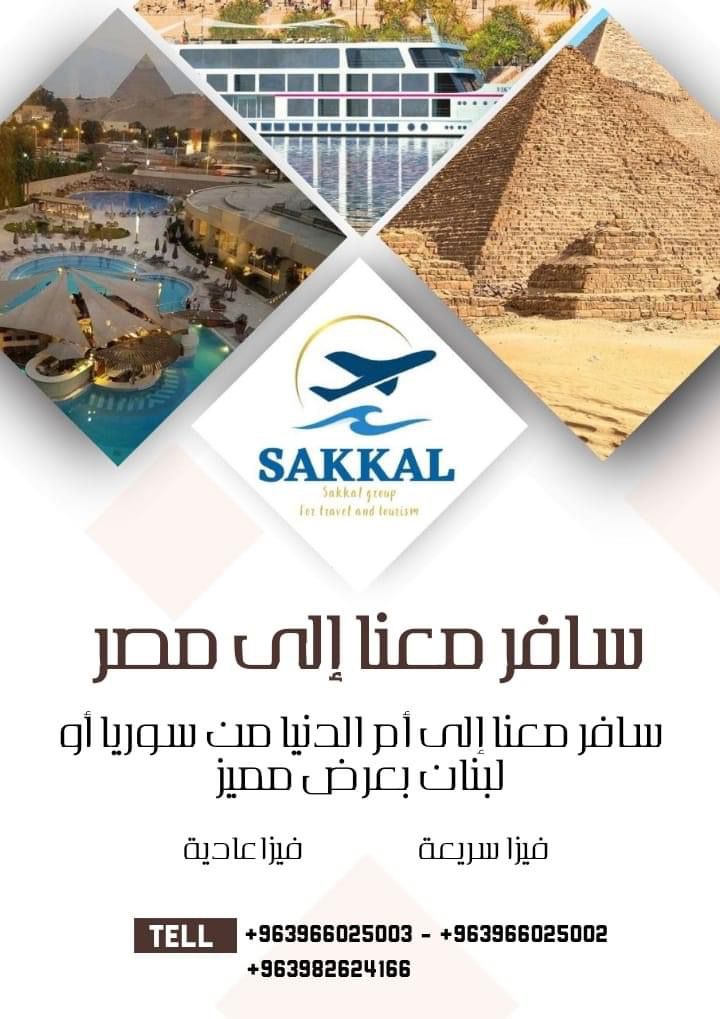 SAKKAL
Sakkal group
For travel and tourism
سافر معنا إلى مصر
سافر معنا إلى أم الدنيا من سوريا أو
لبنان بعرض مميز
فيزا سريعة فيزا عادية
TELL +963966025003 - +963966025002
+963982624166